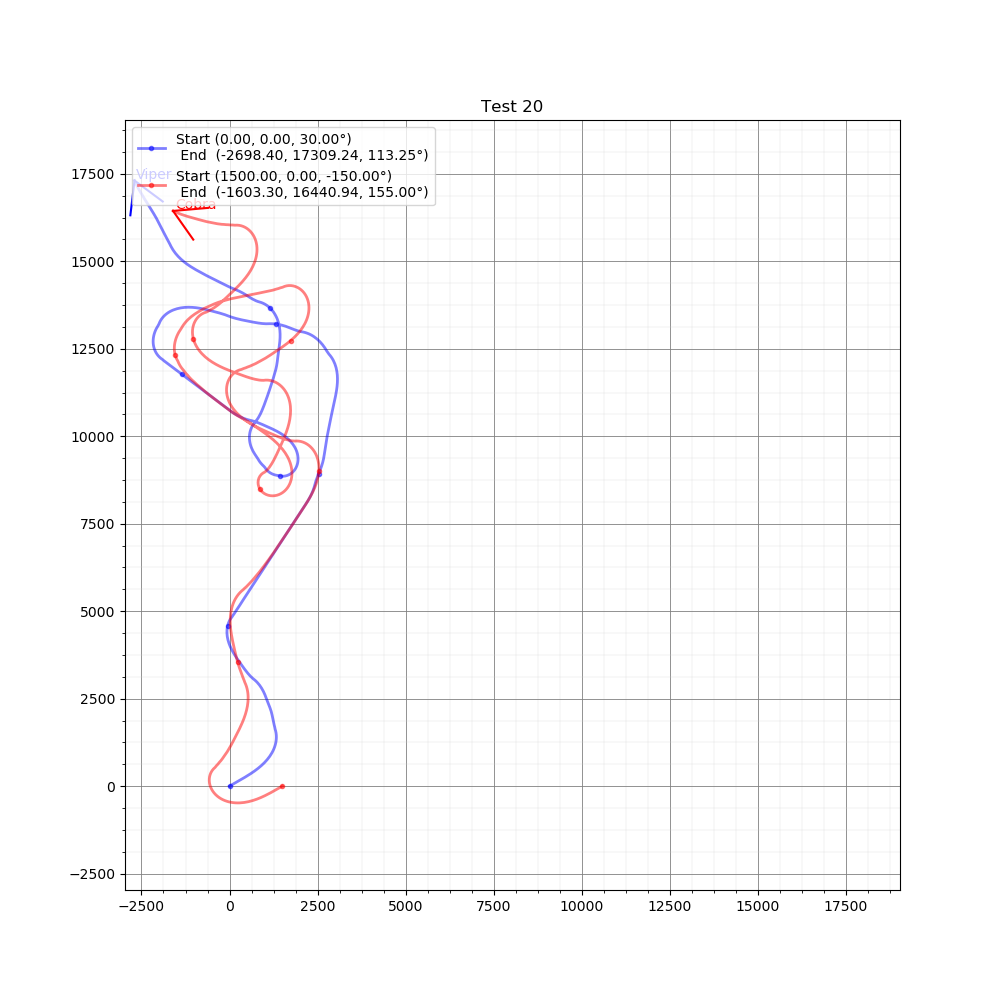 Test 20
Start (0.00, 0.00, 30.00°)
End (-2698.40, 17309.24, 113.25°)
Start (1500.00, 0.00, -150.00°)
End (-1603.30, 16440.94, 155.00°)
Viper
Cobra
17500
15000
12500
10000
7500
5000
2500
0
−2500
−2500 0 2500 5000 7500 10000 12500 15000 17500